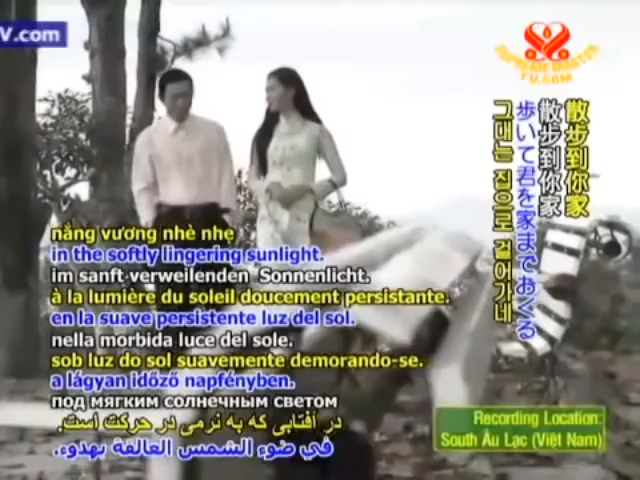 V.com
SUPREME MASTER
TV.COM
散步到你家
散步到你家
歩いて君を家までおくる
그대는 집으로 걸어가네
nắng vương nhè nhẹ
in the softly lingering sunlight.
im sanft verweilenden Sonnenlicht.
à la lumière du soleil doucement persistante.
en la suave persistente luz del sol.
nella morbida luce del sole.
sob luz do sol suavemente demorando-se.
a lágyan időző napfényben.
под мягким солнечным светом
در آفتابی که به نرمی در حرکت است.
في ضوء الشمس العالقة بهدوء.
Recording Location:
South Âu Lạc (Việt Nam)